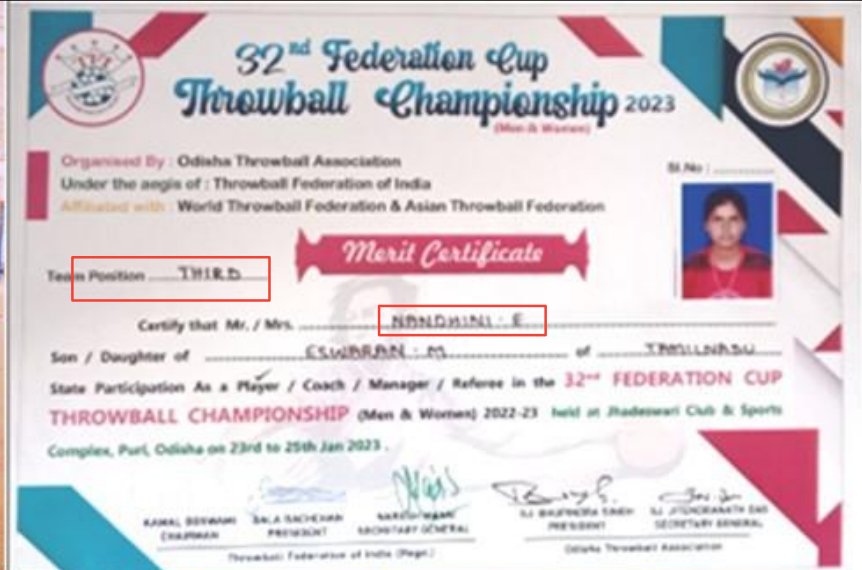 32nd Federation Cup
Throwball Championship 2023
(Men & Women)
Organised By : Odisha Throwball Association
Under the aegis of : Throwball Federation of India
Affiliated with : World Throwball Federation & Asian Throwball Federation
Sl.No : ............
Merit Certificate
Team Position ...... THIRD
Certify that Mr. / Mrs. NANDHINI . E
Son / Daughter of ESWARAN . M of TAMILNADU
State Participation As a Player / Coach / Manager / Referee in the 32nd FEDERATION CUP
THROWBALL CHAMPIONSHIP (Men & Women) 2022-23 held at Jhadeswari Club & Sports
Complex, Puri, Odisha on 23rd to 25th Jan 2023 .
KAMAL GOSWAMI
CHAIRMAN
PRESIDENT
SECRETARY GENERAL
PRESIDENT
SECRETARY GENERAL
Throwball Federation of India (Regn.)
Odisha Throwball Association